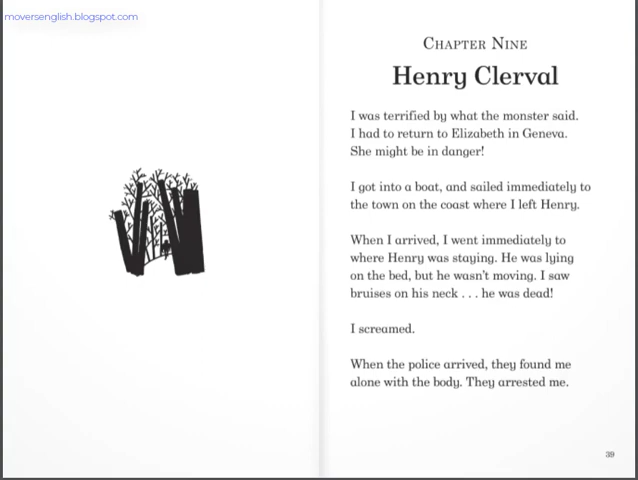 moversenglish.blogspot.com
Chapter Nine
Henry Clerval
I was terrified by what the monster said.
I had to return to Elizabeth in Geneva.
She might be in danger!
I got into a boat, and sailed immediately to
the town on the coast where I left Henry.
When I arrived, I went immediately to
where Henry was staying. He was lying
on the bed, but he wasn't moving. I saw
bruises on his neck . . . he was dead!
I screamed.
When the police arrived, they found me
alone with the body. They arrested me.
39